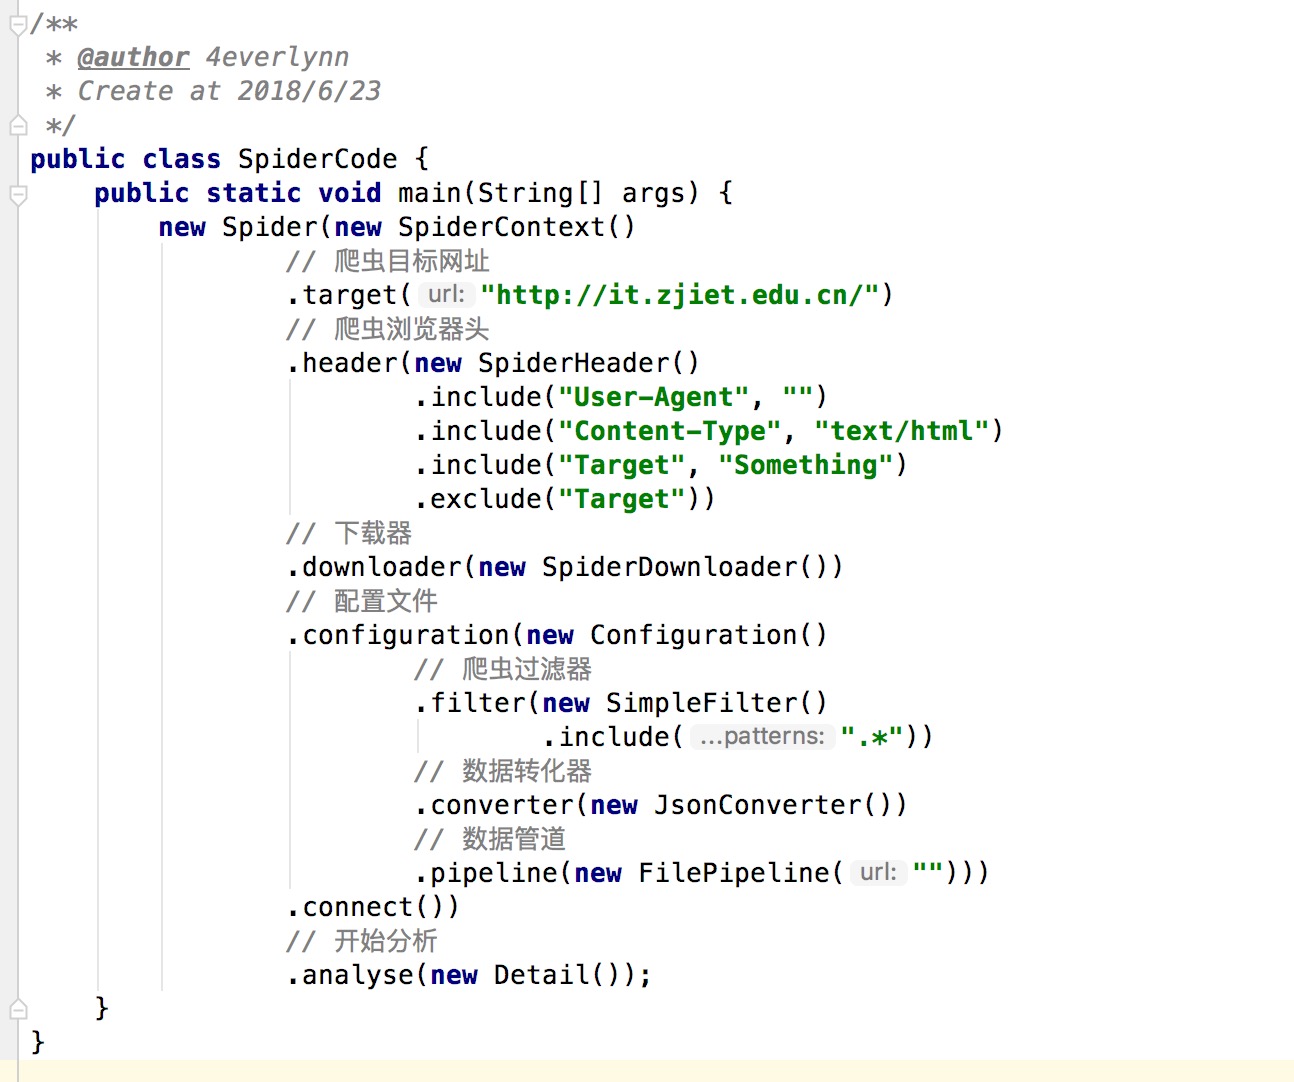 /**
 * @author 4everlynn
 * Create at 2018/6/23
 */
public class SpiderCode {
    public static void main(String[] args) {
        new Spider(new SpiderContext()
                // 爬虫目标网址
                .target( url: "http://it.zjiet.edu.cn/")
                // 爬虫浏览器头
                .header(new SpiderHeader()
                        .include("User-Agent", "")
                        .include("Content-Type", "text/html")
                        .include("Target", "Something")
                        .exclude("Target"))
                // 下载器
                .downloader(new SpiderDownloader())
                // 配置文件
                .configuration(new Configuration()
                        // 爬虫过滤器
                        .filter(new SimpleFilter()
                                .include( ...patterns: ".*"))
                        // 数据转化器
                        .converter(new JsonConverter())
                        // 数据管道
                        .pipeline(new FilePipeline( url: "")))
                .connect())
                // 开始分析
                .analyse(new Detail());
    }
}